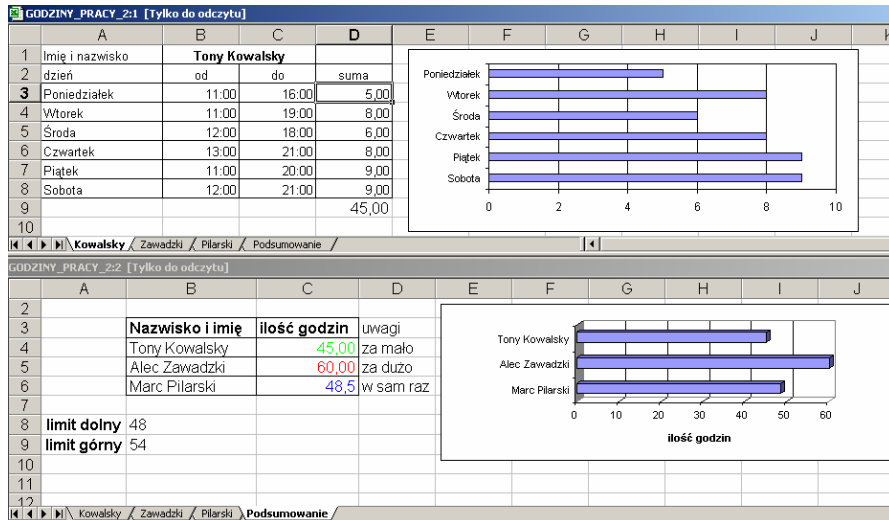 GODZINY_PRACY_2:1 [Tylko do odczytu]
A B C D E F G H I J
1 Imię i nazwisko Tony Kowalsky
2 dzień od do suma
3 Poniedziałek 11:00 16:00 5,00
4 Wtorek 11:00 19:00 8,00
5 Środa 12:00 18:00 6,00
6 Czwartek 13:00 21:00 8,00
7 Piątek 11:00 20:00 9,00
8 Sobota 12:00 21:00 9,00
9 45,00
10
Poniedziałek
Wtorek
Środa
Czwartek
Piątek
Sobota
0 2 4 6 8 10
Kowalsky Zawadzki Pilarski Podsumowanie
GODZINY_PRACY_2:2 [Tylko do odczytu]
A B C D E F G H I J
2
3 Nazwisko i imię ilość godzin uwagi
4 Tony Kowalsky 45,00 za mało
5 Alec Zawadzki 60,00 za dużo
6 Marc Pilarski 48,5 w sam raz
7
8 limit dolny 48
9 limit górny 54
10
11
12
Tony Kowalsky
Alec Zawadzki
Marc Pilarski
0 10 20 30 40 50 60
ilość godzin
Kowalsky Zawadzki Pilarski Podsumowanie